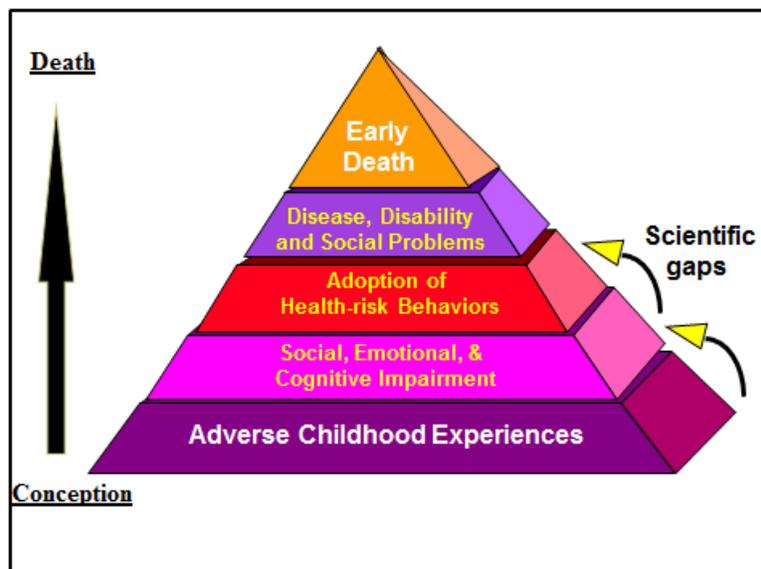 Death
Early
Death
Disease, Disability
and Social Problems
Scientific
gaps
Adoption of
Health-risk Behaviors
Social, Emotional, &
Cognitive Impairment
Adverse Childhood Experiences
Conception